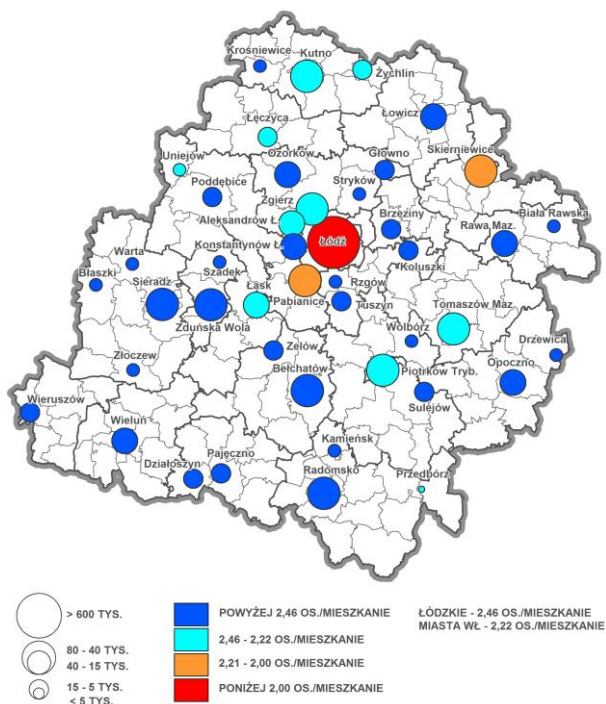 Krośniewice
Kutno
Żychlin
Łowicz
Łęczyca
Skierniewice
Uniejów
Ozorków
Głowno
Poddębice
Stryków
Zgierz
Aleksandrów Ł.
Brzeziny
Biała Rawska
Łódź
Rawa Maz.
Warta
Konstantynów Ł.
Koluszki
Błaszki
Szadek
Sieradz
Łask
Rzgów
Pabianice
Tuszyn
Tomaszów Maz.
Zduńska Wola
Wolbórz
Drzewica
Złoczew
Zelów
Piotrków Tryb.
Opoczno
Bełchatów
Wieruszów
Sulejów
Wieluń
Kamieńsk
Działoszyn
Pajęczno
Radomsko
Przedbórz
> 600 TYS.
80 - 40 TYS.
40 - 15 TYS.
15 - 5 TYS.
< 5 TYS.
POWYŻEJ 2,46 OS./MIESZKANIE
2,46 - 2,22 OS./MIESZKANIE
2,21 - 2,00 OS./MIESZKANIE
PONIŻEJ 2,00 OS./MIESZKANIE
ŁÓDZKIE - 2,46 OS./MIESZKANIE
MIASTA WŁ - 2,22 OS./MIESZKANIE